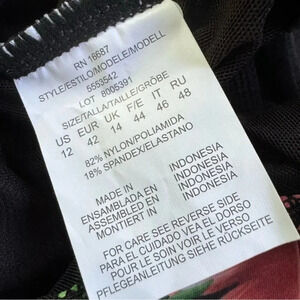 RN 16687
STYLE/ESTILO/MODELE/MODELL
5553542
LOT 8005391
SIZE/TALLA/TAILLE/GRÖBE
US EUR UK F/E IT RU
12 42 14 44 46 48
82% NYLON/POLIAMIDA
18% SPANDEX/ELASTANO
MADE IN INDONESIA
ENSAMBLADA EN INDONESIA
ASSEMBLED EN INDONESIA
MONTIERT IN INDONESIA
FOR CARE SEE REVERSE SIDE
PARA EL CUIDADO VEA EL DORSO
POUR LE SOIN VOIR LE VERSO
PFLEGEANLEITUNG SIEHE RÜCKSEITE